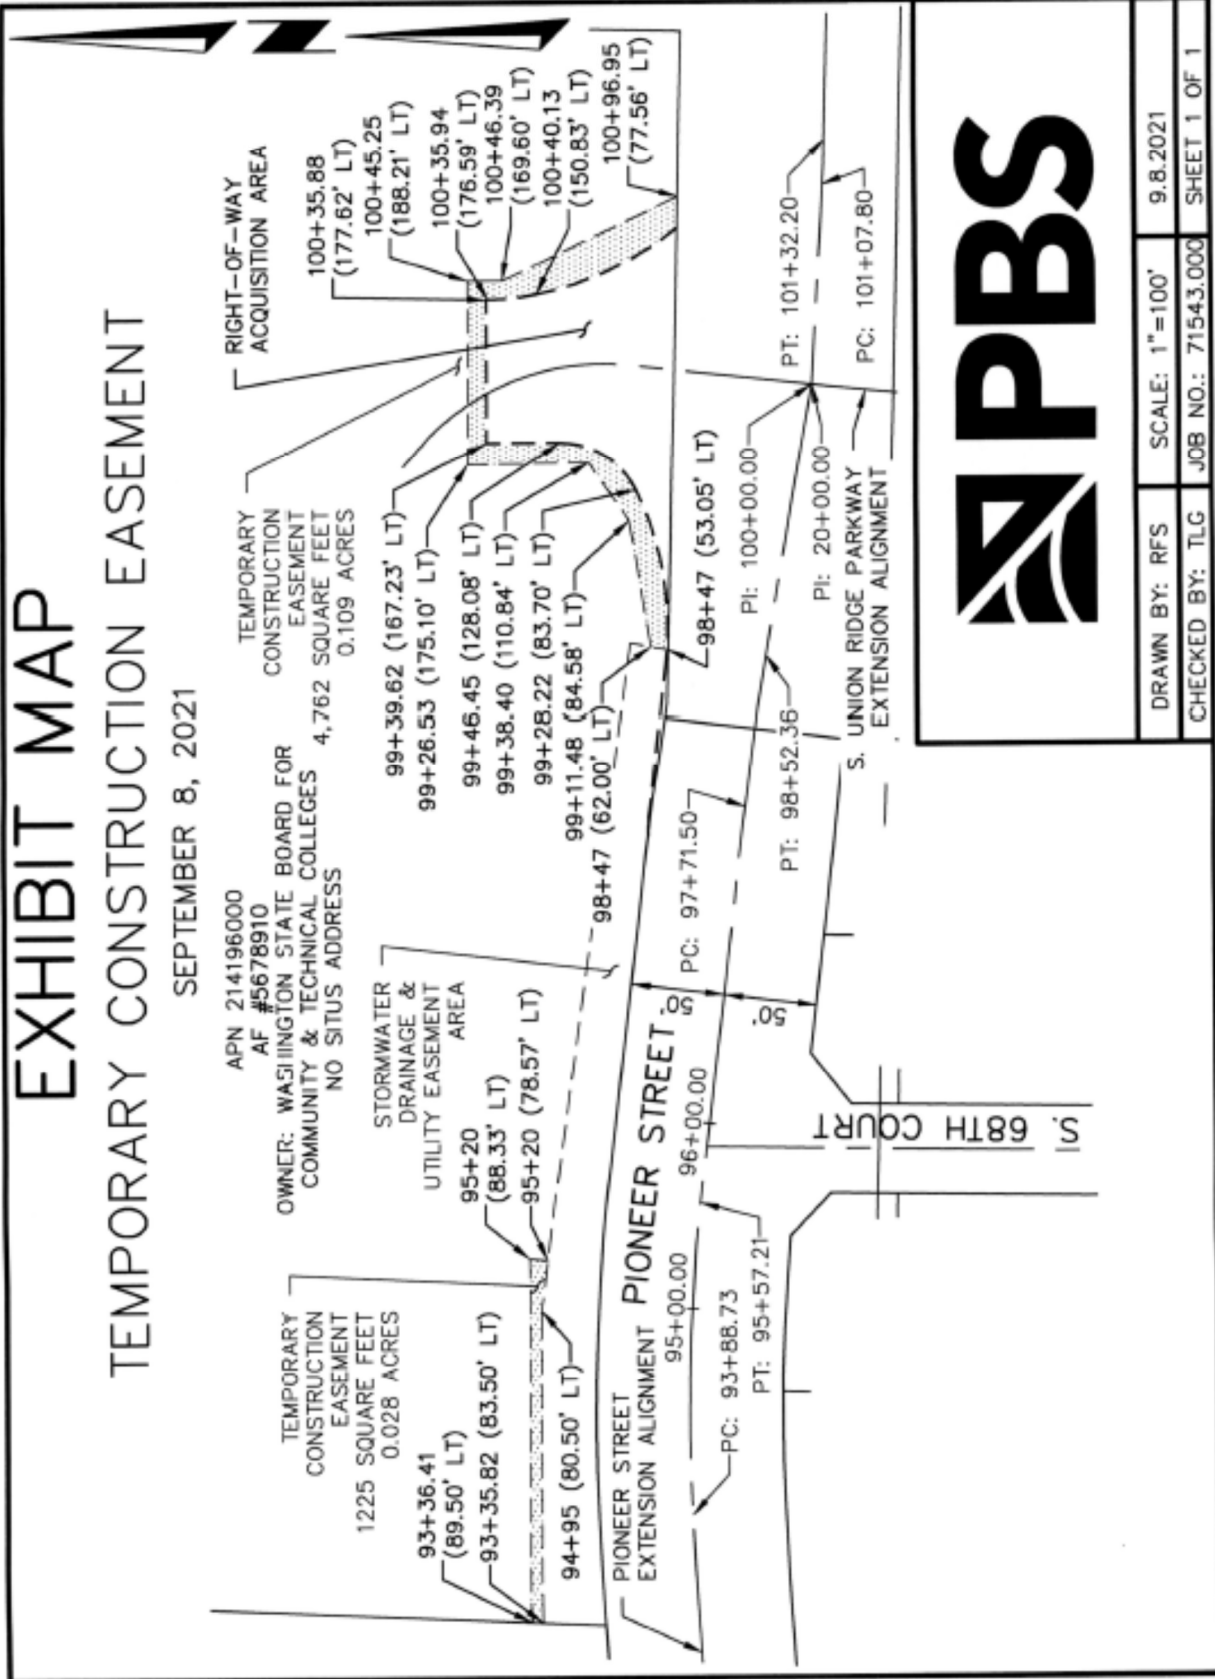 EXHIBIT MAP
TEMPORARY CONSTRUCTION EASEMENT
SEPTEMBER 8, 2021
N
APN 214196000
AF #5678910
OWNER: WASHINGTON STATE BOARD FOR
COMMUNITY & TECHNICAL COLLEGES
NO SITUS ADDRESS
TEMPORARY
CONSTRUCTION
EASEMENT
1225 SQUARE FEET
0.028 ACRES
93+36.41
(89.50' LT)
93+35.82 (83.50' LT)
94+95 (80.50' LT)
STORMWATER
DRAINAGE &
UTILITY EASEMENT
AREA
95+20
(88.33' LT)
95+20 (78.57' LT)
TEMPORARY
CONSTRUCTION
EASEMENT
4,762 SQUARE FEET
0.109 ACRES
99+39.62 (167.23' LT)
99+26.53 (175.10' LT)
99+46.45 (128.08' LT)
99+38.40 (110.84' LT)
99+28.22 (83.70' LT)
99+11.48 (84.58' LT)
98+47 (62.00' LT)
98+47 (53.05' LT)
RIGHT-OF-WAY
ACQUISITION AREA
100+35.88
(177.62' LT)
100+45.25
(188.21' LT)
100+35.94
(176.59' LT)
100+46.39
(169.60' LT)
100+40.13
(150.83' LT)
100+96.95
(77.56' LT)
PIONEER STREET
EXTENSION ALIGNMENT
PIONEER STREET
95+00.00
96+00.00
PC: 93+88.73
PT: 95+57.21
50'
50'
PC: 97+71.50
PT: 98+52.36
PI: 100+00.00
PI: 20+00.00
PT: 101+32.20
PC: 101+07.80
S. UNION RIDGE PARKWAY
EXTENSION ALIGNMENT
S. 68TH COURT
PBS
DRAWN BY: RFS
SCALE: 1"=100'
9.8.2021
CHECKED BY: TLG
JOB NO.: 71543.000
SHEET 1 OF 1